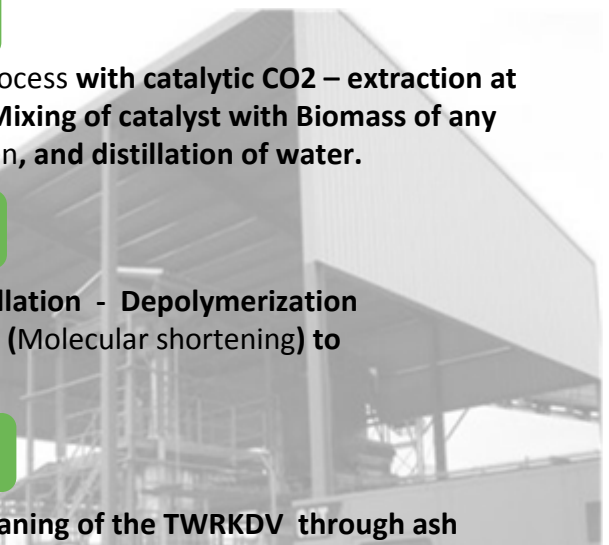 ocess with catalytic CO2 – extraction at
Mixing of catalyst with Biomass of any
n, and distillation of water.
llation - Depolymerization
(Molecular shortening) to
aning of the TWRKDV through ash